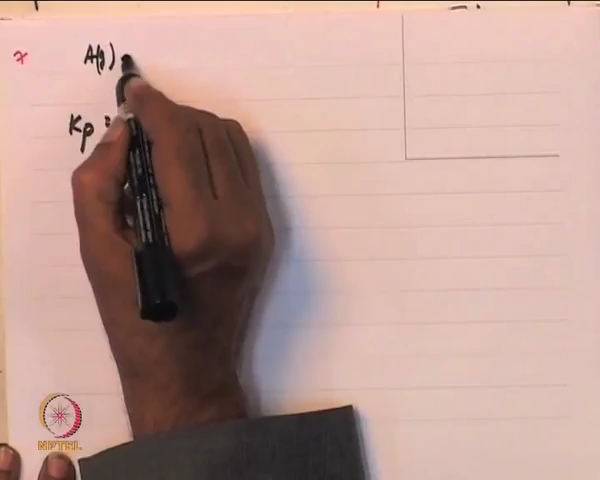 x A(g)
Kp =
NPTEL